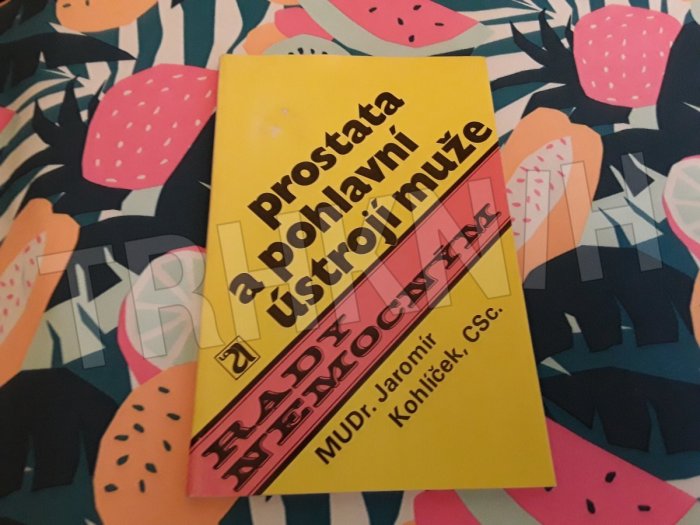 prostata
a pohlavní
ústrojí muže
RADY
NEMOCNÝM
MUDr. Jaromír
Kohlíček, CSc.
TRHKNIH